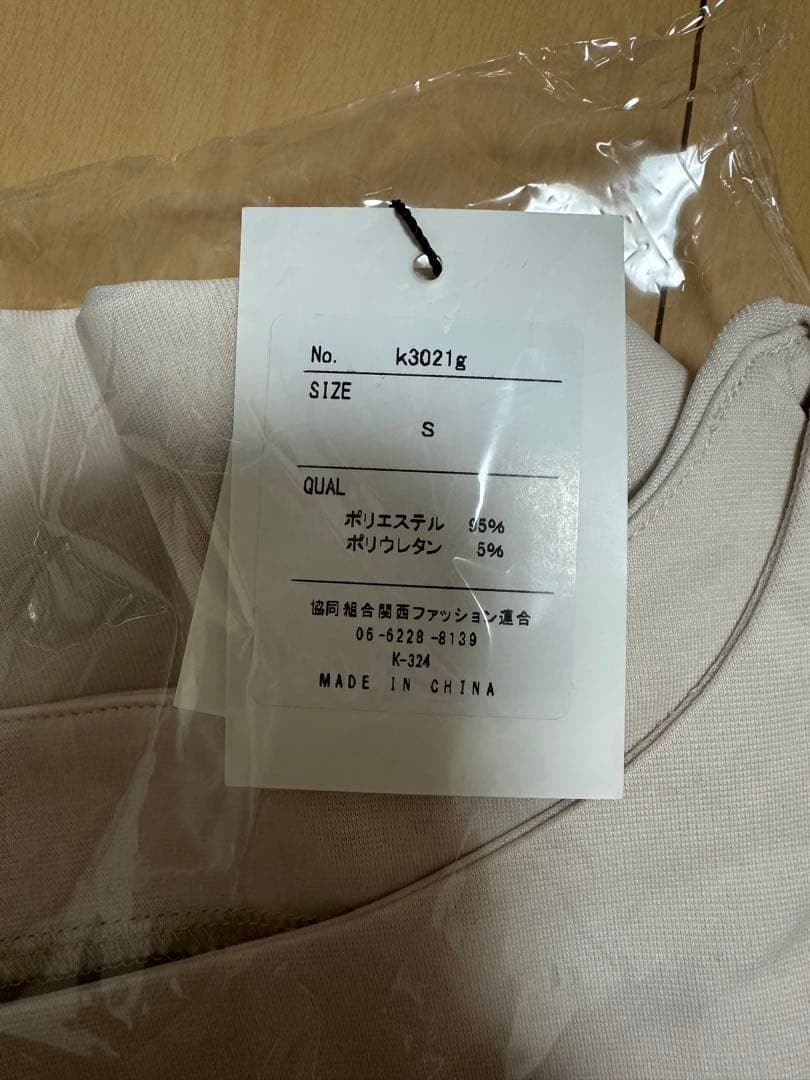 No. k3021g
SIZE
S
QUAL
ポリエステル 95%
ポリウレタン 5%
協同組合関西ファッション連合
06-6228-8139
K-324
MADE IN CHINA